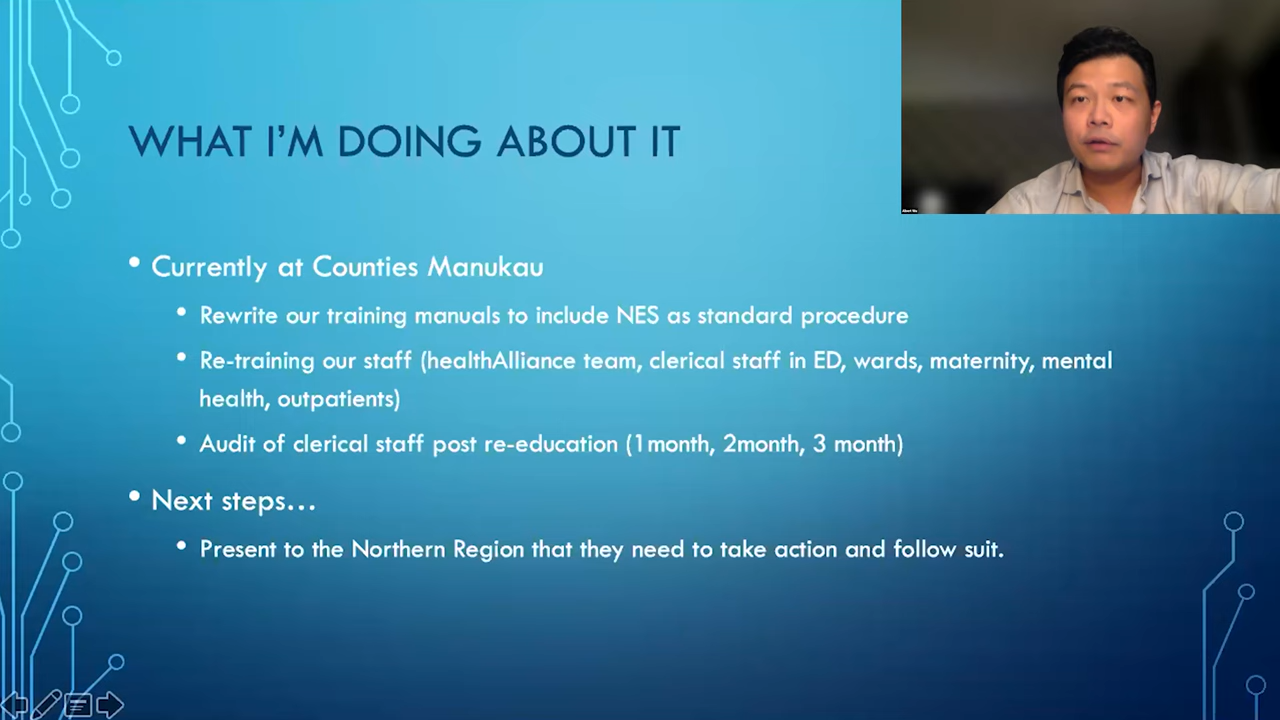 WHAT I'M DOING ABOUT IT
• Currently at Counties Manukau
• Rewrite our training manuals to include NES as standard procedure
• Re-training our staff (healthAlliance team, clerical staff in ED, wards, maternity, mental
health, outpatients)
• Audit of clerical staff post re-education (1month, 2month, 3 month)
• Next steps...
• Present to the Northern Region that they need to take action and follow suit.